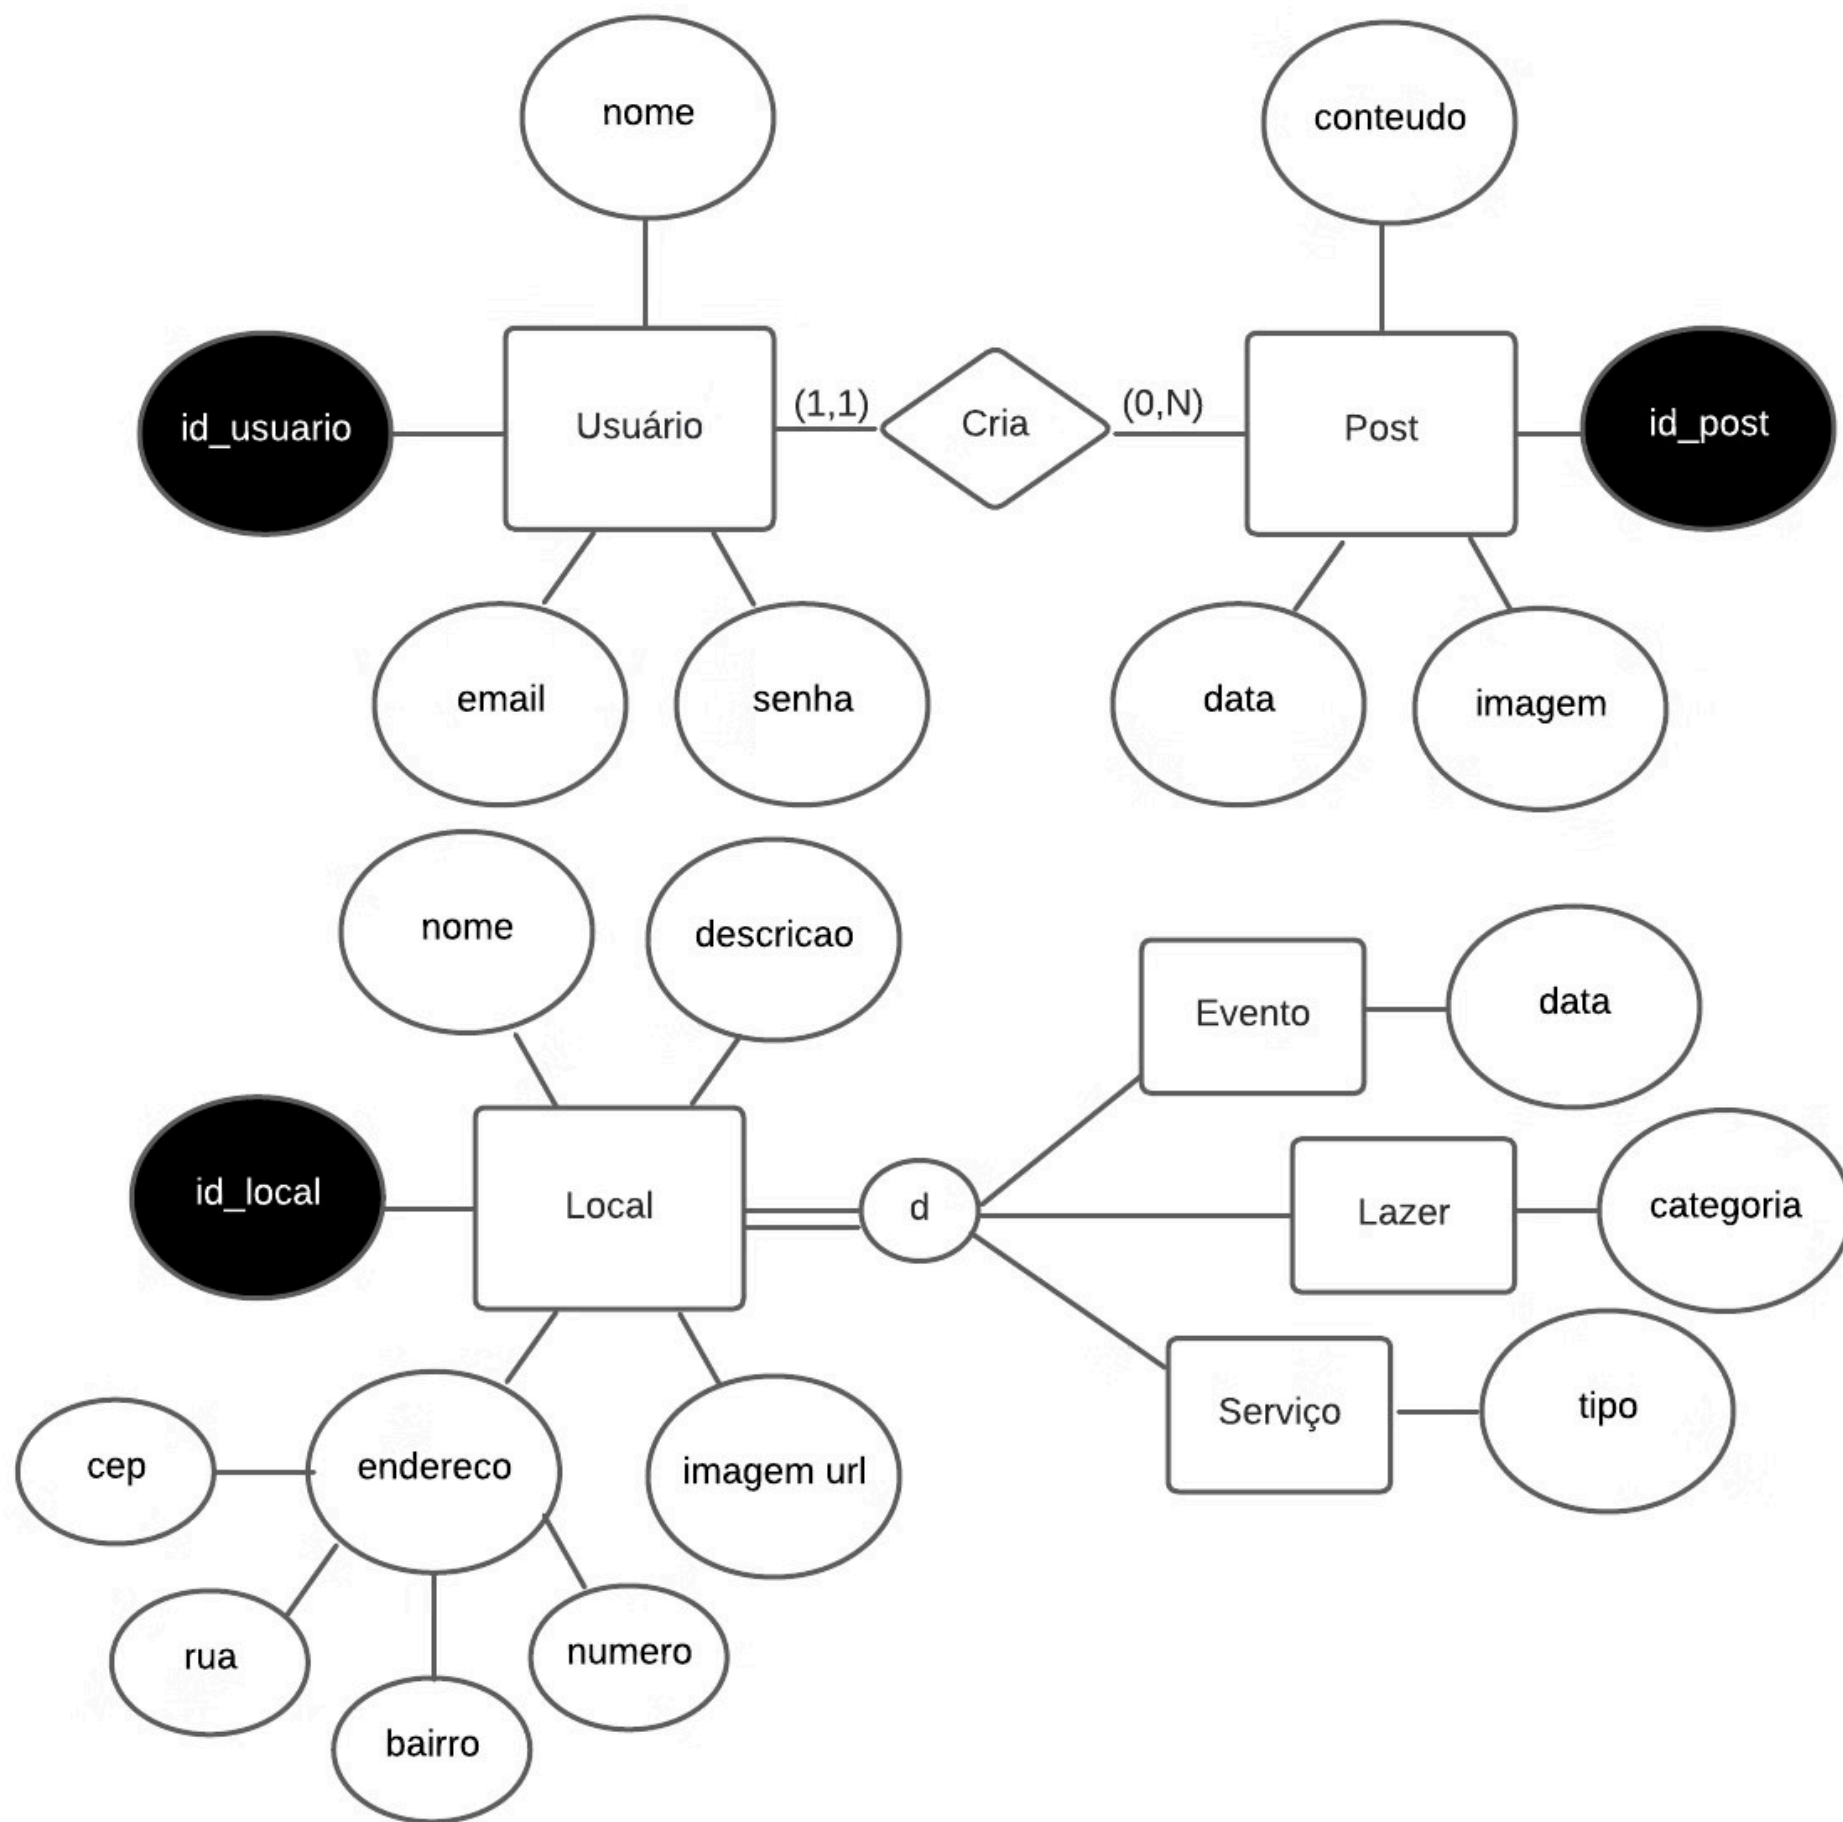 nome
conteudo
id_usuario
Usuário
(1,1)
Cria
(0,N)
Post
id_post
email
senha
data
imagem
nome
descricao
Evento
data
id_local
Local
d
Lazer
categoria
Serviço
tipo
cep
endereco
imagem url
rua
bairro
numero